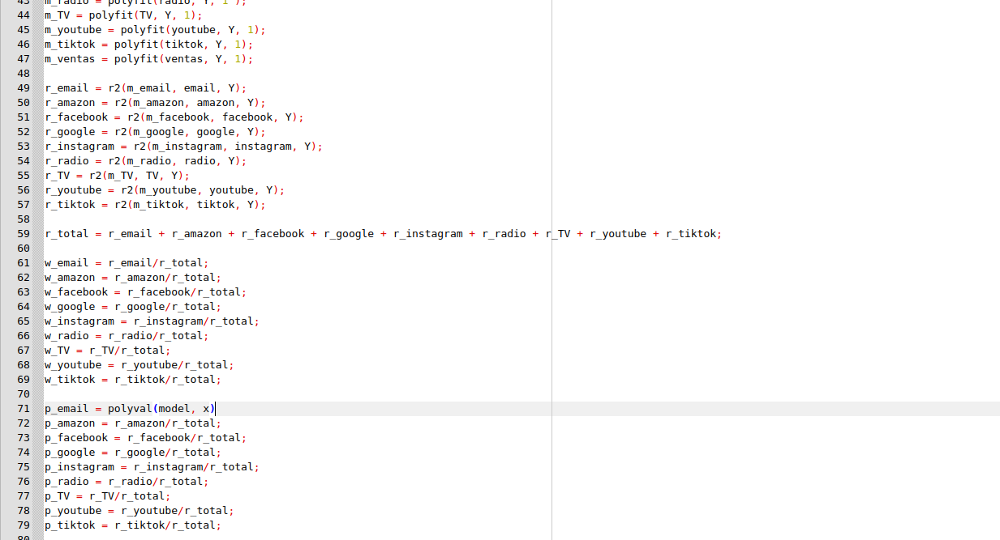 43 m_radio = polyfit(radio, Y, 1 );
44 m_TV = polyfit(TV, Y, 1);
45 m_youtube = polyfit(youtube, Y, 1);
46 m_tiktok = polyfit(tiktok, Y, 1);
47 m_ventas = polyfit(ventas, Y, 1);
48
49 r_email = r2(m_email, email, Y);
50 r_amazon = r2(m_amazon, amazon, Y);
51 r_facebook = r2(m_facebook, facebook, Y);
52 r_google = r2(m_google, google, Y);
53 r_instagram = r2(m_instagram, instagram, Y);
54 r_radio = r2(m_radio, radio, Y);
55 r_TV = r2(m_TV, TV, Y);
56 r_youtube = r2(m_youtube, youtube, Y);
57 r_tiktok = r2(m_tiktok, tiktok, Y);
58
59 r_total = r_email + r_amazon + r_facebook + r_google + r_instagram + r_radio + r_TV + r_youtube + r_tiktok;
60
61 w_email = r_email/r_total;
62 w_amazon = r_amazon/r_total;
63 w_facebook = r_facebook/r_total;
64 w_google = r_google/r_total;
65 w_instagram = r_instagram/r_total;
66 w_radio = r_radio/r_total;
67 w_TV = r_TV/r_total;
68 w_youtube = r_youtube/r_total;
69 w_tiktok = r_tiktok/r_total;
70
71 p_email = polyval(model, x)
72 p_amazon = r_amazon/r_total;
73 p_facebook = r_facebook/r_total;
74 p_google = r_google/r_total;
75 p_instagram = r_instagram/r_total;
76 p_radio = r_radio/r_total;
77 p_TV = r_TV/r_total;
78 p_youtube = r_youtube/r_total;
79 p_tiktok = r_tiktok/r_total;
80